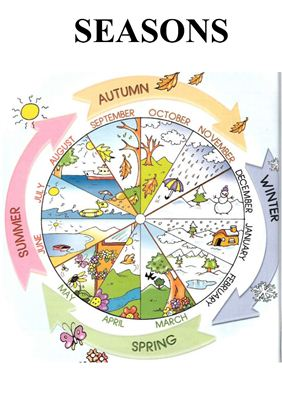 SEASONS
AUTUMN
SEPTEMBER
OCTOBER
NOVEMBER
WINTER
DECEMBER
JANUARY
FEBRUARY
SPRING
MARCH
APRIL
MAY
SUMMER
JUNE
JULY
AUGUST